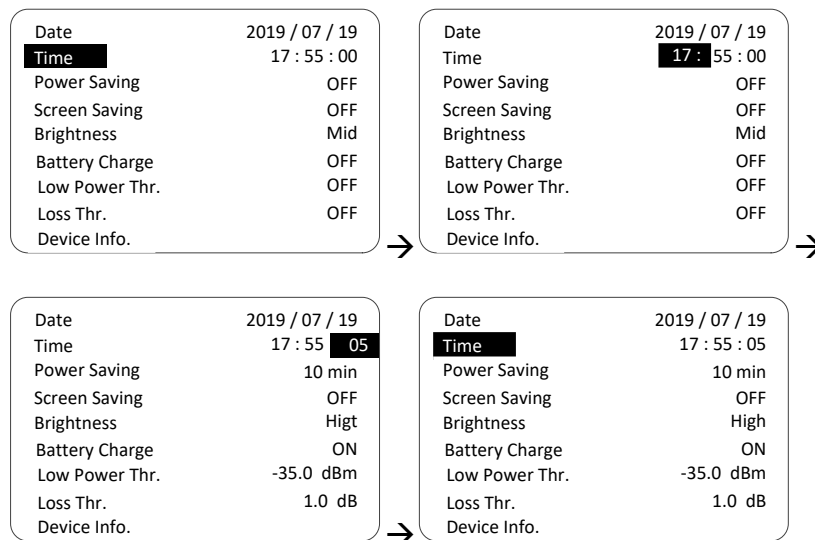 Date 2019 / 07 / 19
Time 17 : 55 : 00
Power Saving OFF
Screen Saving OFF
Brightness Mid
Battery Charge OFF
Low Power Thr. OFF
Loss Thr. OFF
Device Info.
→
Date 2019 / 07 / 19
Time 17 : 55 : 00
Power Saving OFF
Screen Saving OFF
Brightness Mid
Battery Charge OFF
Low Power Thr. OFF
Loss Thr. OFF
Device Info.
→
Date 2019 / 07 / 19
Time 17 : 55 05
Power Saving 10 min
Screen Saving OFF
Brightness Higt
Battery Charge ON
Low Power Thr. -35.0 dBm
Loss Thr. 1.0 dB
Device Info.
→
Date 2019 / 07 / 19
Time 17 : 55 : 05
Power Saving 10 min
Screen Saving OFF
Brightness High
Battery Charge ON
Low Power Thr. -35.0 dBm
Loss Thr. 1.0 dB
Device Info.